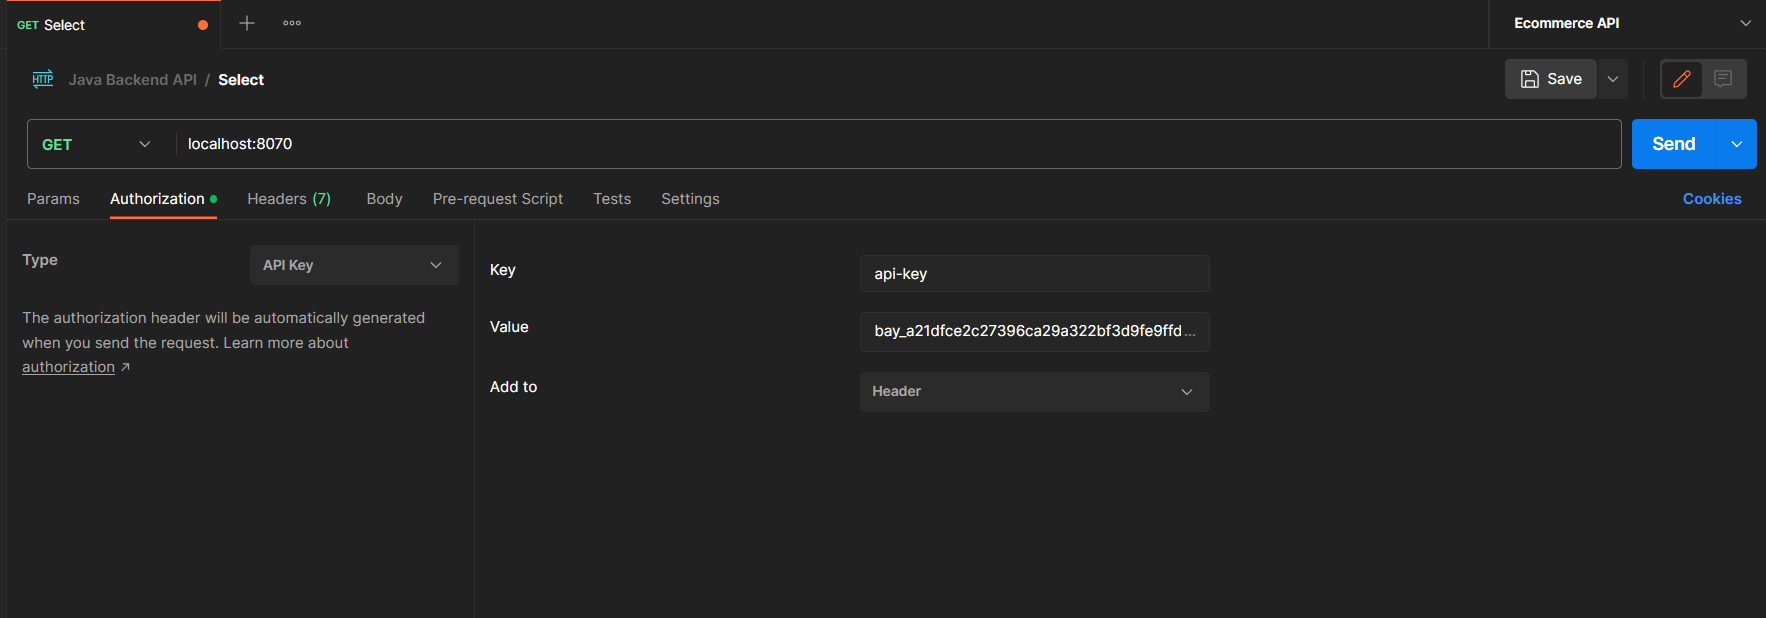 GET Select
Ecommerce API
HTTP Java Backend API / Select
Save
GET localhost:8070
Send
Params Authorization Headers (7) Body Pre-request Script Tests Settings Cookies
Type API Key
The authorization header will be automatically generated
when you send the request. Learn more about
authorization ↗
Key api-key
Value bay_a21dfce2c27396ca29a322bf3d9fe9ffd...
Add to Header